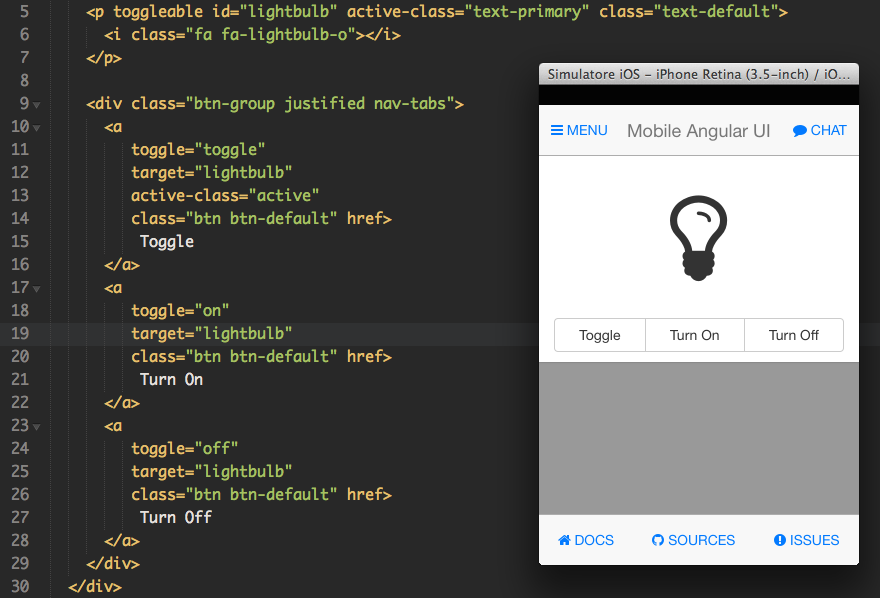 5 <p toggleable id="lightbulb" active-class="text-primary" class="text-default">
6 <i class="fa fa-lightbulb-o"></i>
7 </p>
8
9 <div class="btn-group justified nav-tabs">
10 <a
11 toggle="toggle"
12 target="lightbulb"
13 active-class="active"
14 class="btn btn-default" href>
15 Toggle
16 </a>
17 <a
18 toggle="on"
19 target="lightbulb"
20 class="btn btn-default" href>
21 Turn On
22 </a>
23 <a
24 toggle="off"
25 target="lightbulb"
26 class="btn btn-default" href>
27 Turn Off
28 </a>
29 </div>
30 </div>
Simulatore iOS – iPhone Retina (3.5-inch) / iO...
MENU Mobile Angular UI CHAT
Toggle Turn On Turn Off
DOCS SOURCES ISSUES